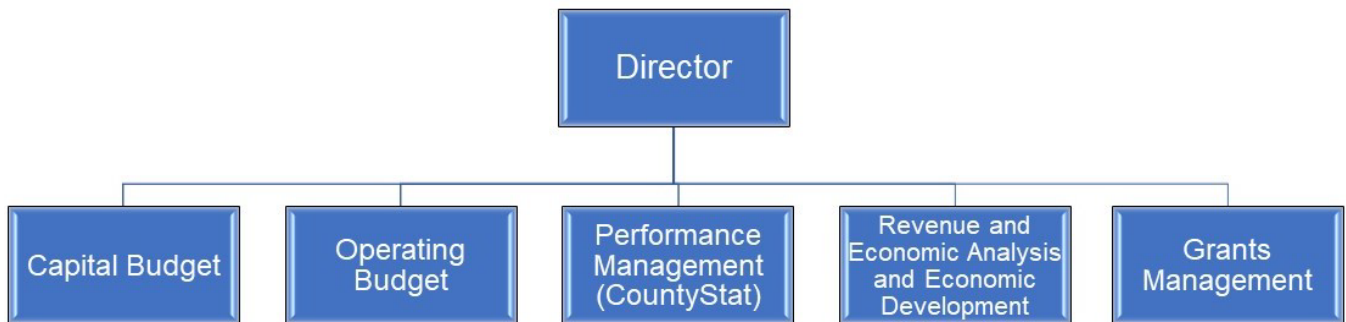 Director
Capital Budget
Operating
Budget
Performance
Management
(CountyStat)
Revenue and
Economic Analysis
and Economic
Development
Grants
Management